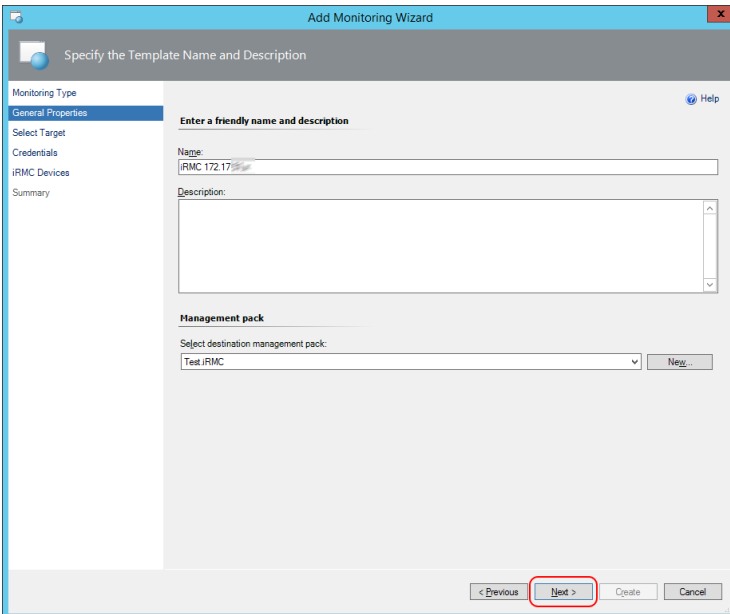 Add Monitoring Wizard
x
Specify the Template Name and Description
Monitoring Type
General Properties
Select Target
Credentials
iRMC Devices
Summary
Help
Enter a friendly name and description
Name:
iRMC 172.17
Description:
Management pack
Select destination management pack:
Test.iRMC
New...
< Previous
Next >
Create
Cancel